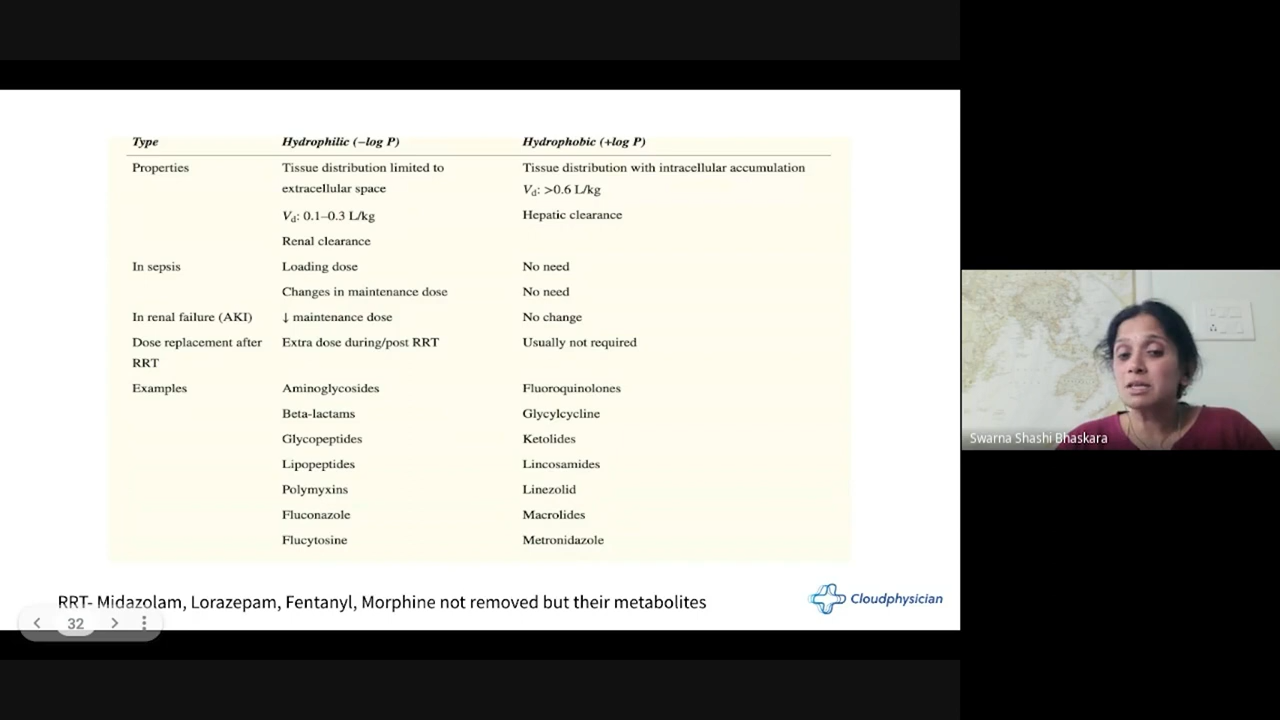 Type Hydrophilic (−log P) Hydrophobic (+log P)
Properties Tissue distribution limited to Tissue distribution with intracellular accumulation
extracellular space Vd: >0.6 L/kg
Vd: 0.1–0.3 L/kg Hepatic clearance
Renal clearance
In sepsis Loading dose No need
Changes in maintenance dose No need
In renal failure (AKI) ↓ maintenance dose No change
Dose replacement after Extra dose during/post RRT Usually not required
RRT
Examples Aminoglycosides Fluoroquinolones
Beta-lactams Glycylcycline
Glycopeptides Ketolides
Lipopeptides Lincosamides
Polymyxins Linezolid
Fluconazole Macrolides
Flucytosine Metronidazole
RRT- Midazolam, Lorazepam, Fentanyl, Morphine not removed but their metabolites
Cloudphysician
32
Swarna Shashi Bhaskara